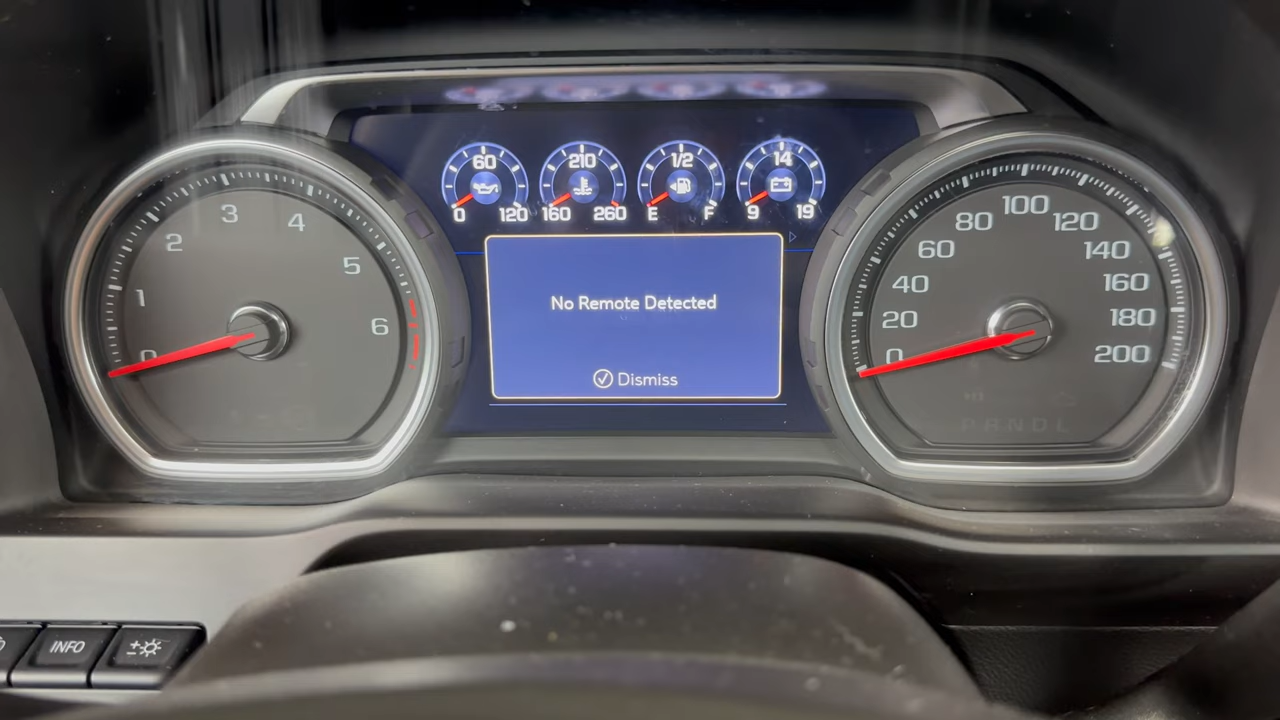 60 210 1/2 14
0 120 160 260 E F 9 19
No Remote Detected
Dismiss
0 1 2 3 4 5 6
0 20 40 60 80 100 120 140 160 180 200
P R N D L
INFO